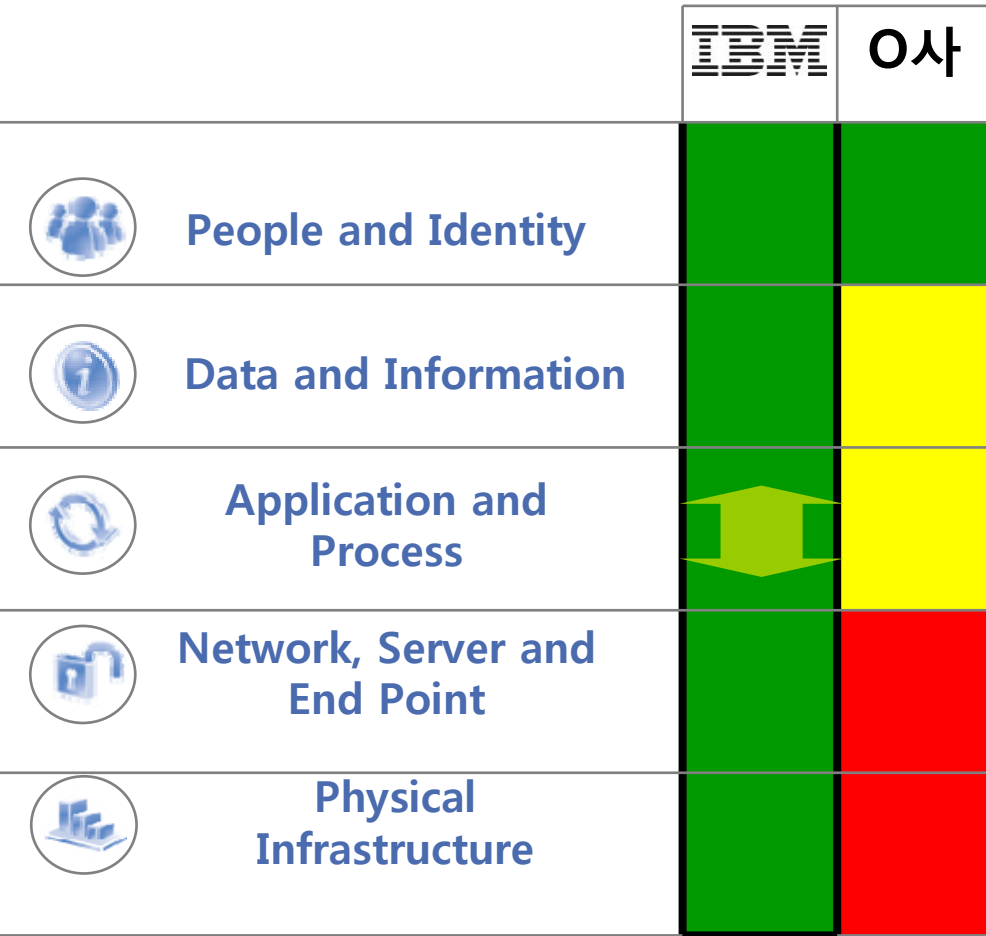 IBM O사
People and Identity
Data and Information
Application and
Process
Network, Server and
End Point
Physical
Infrastructure